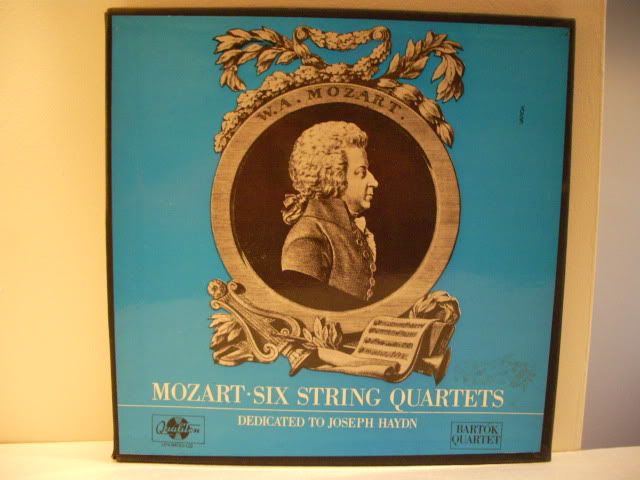 W. A. MOZART.
MOZART·SIX STRING QUARTETS
DEDICATED TO JOSEPH HAYDN
Qualiton
BARTÓK
QUARTET